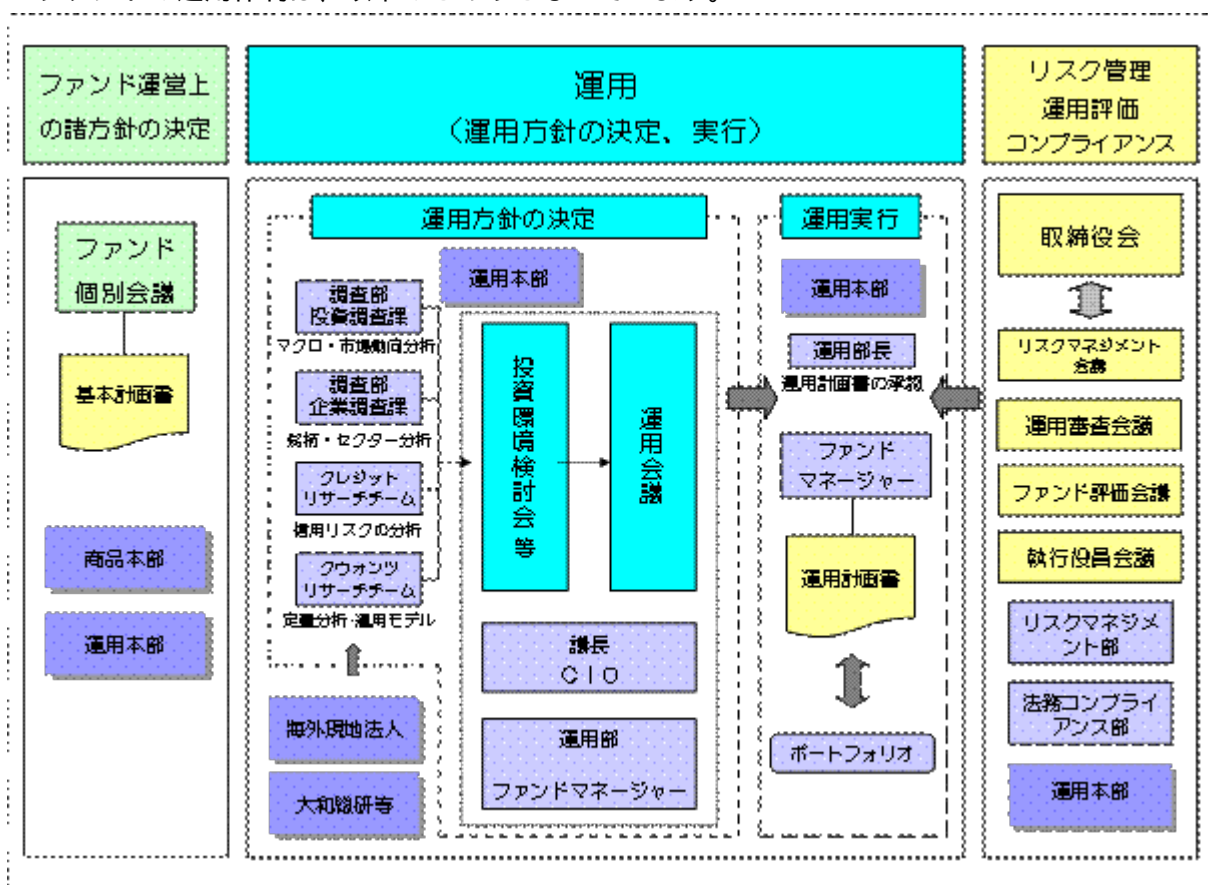 ファンド運営上
の諸方針の決定
運用
(運用方針の決定、実行)
リスク管理
運用評価
コンプライアンス
ファンド
個別会議
基本計画書
商品本部
運用本部
運用方針の決定
運用本部
調査部
投資調査課
マクロ・市場動向分析
調査部
企業調査課
銘柄・セクター分析
クレジット
リサーチチーム
信用リスクの分析
クウォンツ
リサーチチーム
定量分析・運用モデル
海外現地法人
大和総研等
投資環境検討会等
運用会議
議長
CIO
運用部
ファンドマネージャー
運用実行
運用本部
運用部長
運用計画書の承認
ファンド
マネージャー
運用計画書
ポートフォリオ
取締役会
リスクマネジメント
会議
運用審査会議
ファンド評価会議
執行役員会議
リスクマネジメ
ント部
法務コンプライ
アンス部
運用本部